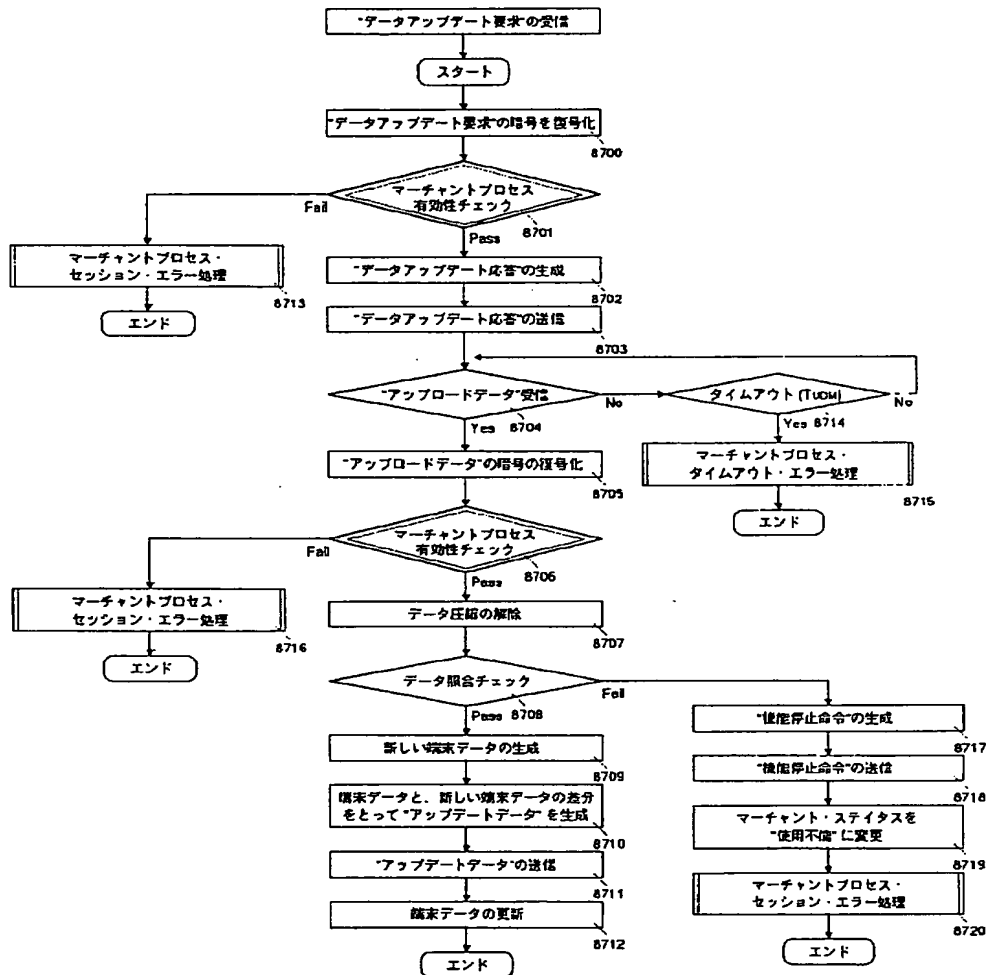 "データアップデート要求"の受信
スタート
"データアップデート要求"の暗号を復号化
8700
マーチャントプロセス
有効性チェック
8701
Fail
Pass
マーチャントプロセス・
セッション・エラー処理
8713
エンド
"データアップデート応答"の生成
8702
"データアップデート応答"の送信
8703
"アップロードデータ"受信
8704
No
Yes
タイムアウト (TUDM)
No
Yes
8714
マーチャントプロセス・
タイムアウト・エラー処理
8715
エンド
"アップロードデータ"の暗号の復号化
8705
マーチャントプロセス
有効性チェック
8706
Fail
Pass
マーチャントプロセス・
セッション・エラー処理
8716
エンド
データ圧縮の解除
8707
データ照合チェック
8708
Fail
Pass
新しい端末データの生成
8709
端末データと、新しい端末データの差分
をとって"アップデートデータ"を生成
8710
"アップデートデータ"の送信
8711
端末データの更新
8712
エンド
"機能停止命令"の生成
8717
"機能停止命令"の送信
8718
マーチャント・ステイタスを
に変更
8719
マーチャントプロセス・
セッション・エラー処理
8720
エンド